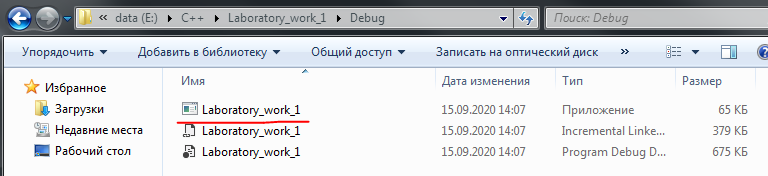 « data (E:) ▸ C++ ▸ Laboratory_work_1 ▸ Debug Поиск: Debug
Упорядочить Добавить в библиотеку Общий доступ Записать на оптический диск »
Избранное Имя Дата изменения Тип Размер
Загрузки Laboratory_work_1 15.09.2020 14:07 Приложение 65 КБ
Недавние места Laboratory_work_1 15.09.2020 14:07 Incremental Linke... 379 КБ
Рабочий стол Laboratory_work_1 15.09.2020 14:07 Program Debug D... 675 КБ